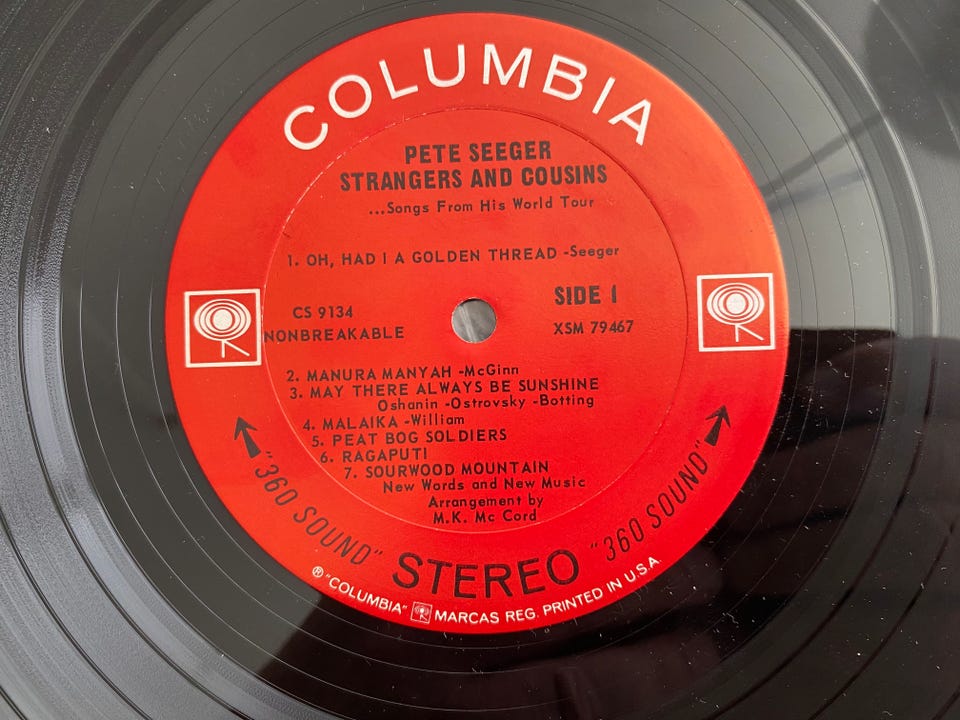 COLUMBIA
PETE SEEGER
STRANGERS AND COUSINS
...Songs From His World Tour
1. OH, HAD I A GOLDEN THREAD -Seeger
CS 9134
NONBREAKABLE
SIDE 1
XSM 79467
2. MANURA MANYAH -McGinn
3. MAY THERE ALWAYS BE SUNSHINE
Oshanin -Ostrovsky -Botting
4. MALAIKA -William
5. PEAT BOG SOLDIERS
6. RAGAPUTI
7. SOURWOOD MOUNTAIN
New Words and New Music
Arrangement by
M.K. Mc Cord
"360 SOUND" STEREO "360 SOUND"
® "COLUMBIA" MARCAS REG. PRINTED IN U.S.A.